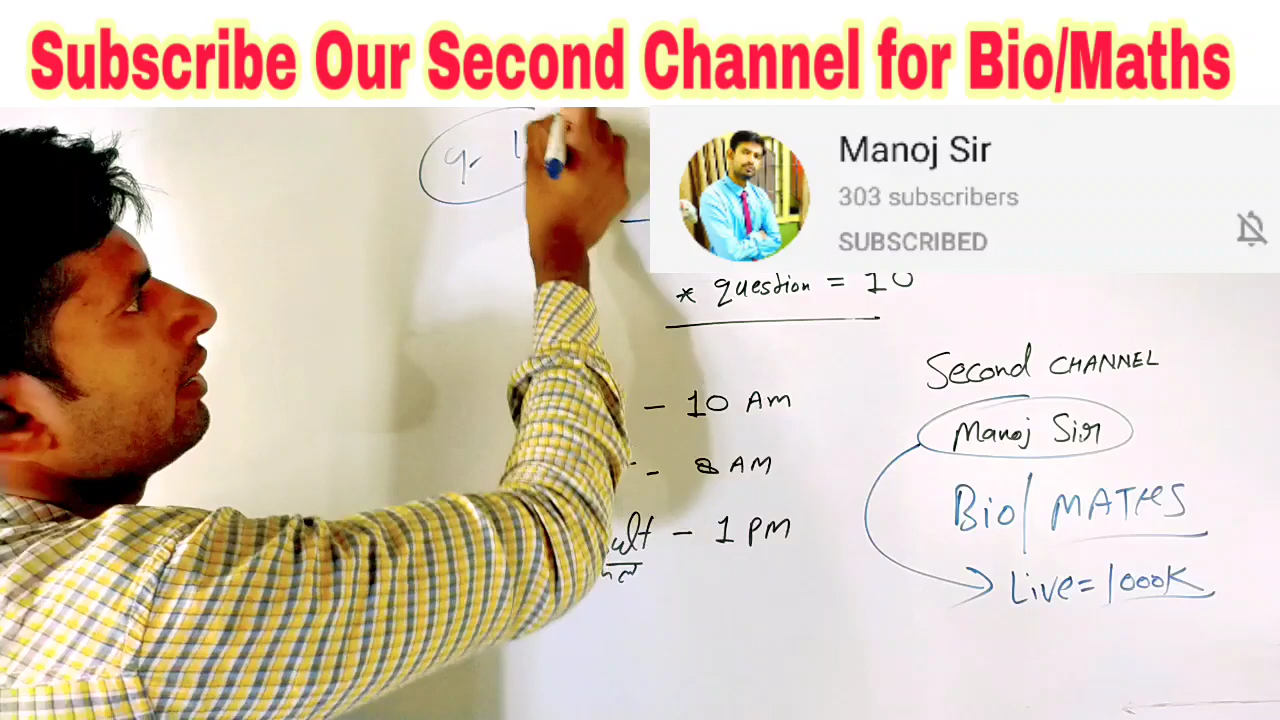 Subscribe Our Second Channel for Bio/Maths
Manoj Sir
303 subscribers
SUBSCRIBED
* question = 10
- 10 AM
- 8 AM
- 1 PM
Second CHANNEL
Manoj Sir
Bio/MATHS
Live=1000K